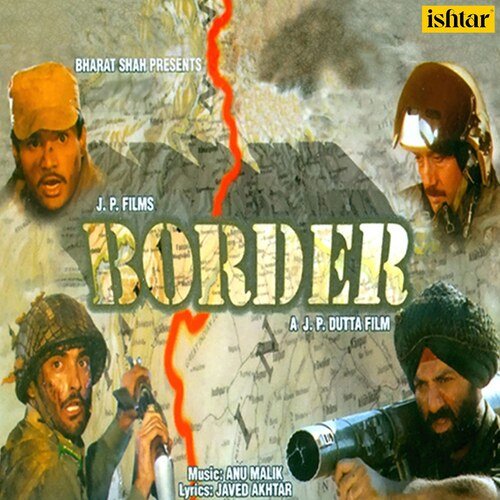 ishtar
BHARAT SHAH PRESENTS
J. P. FILMS
BORDER
A J. P. DUTTA FILM
Music: ANU MALIK
Lyrics: JAVED AKHTAR